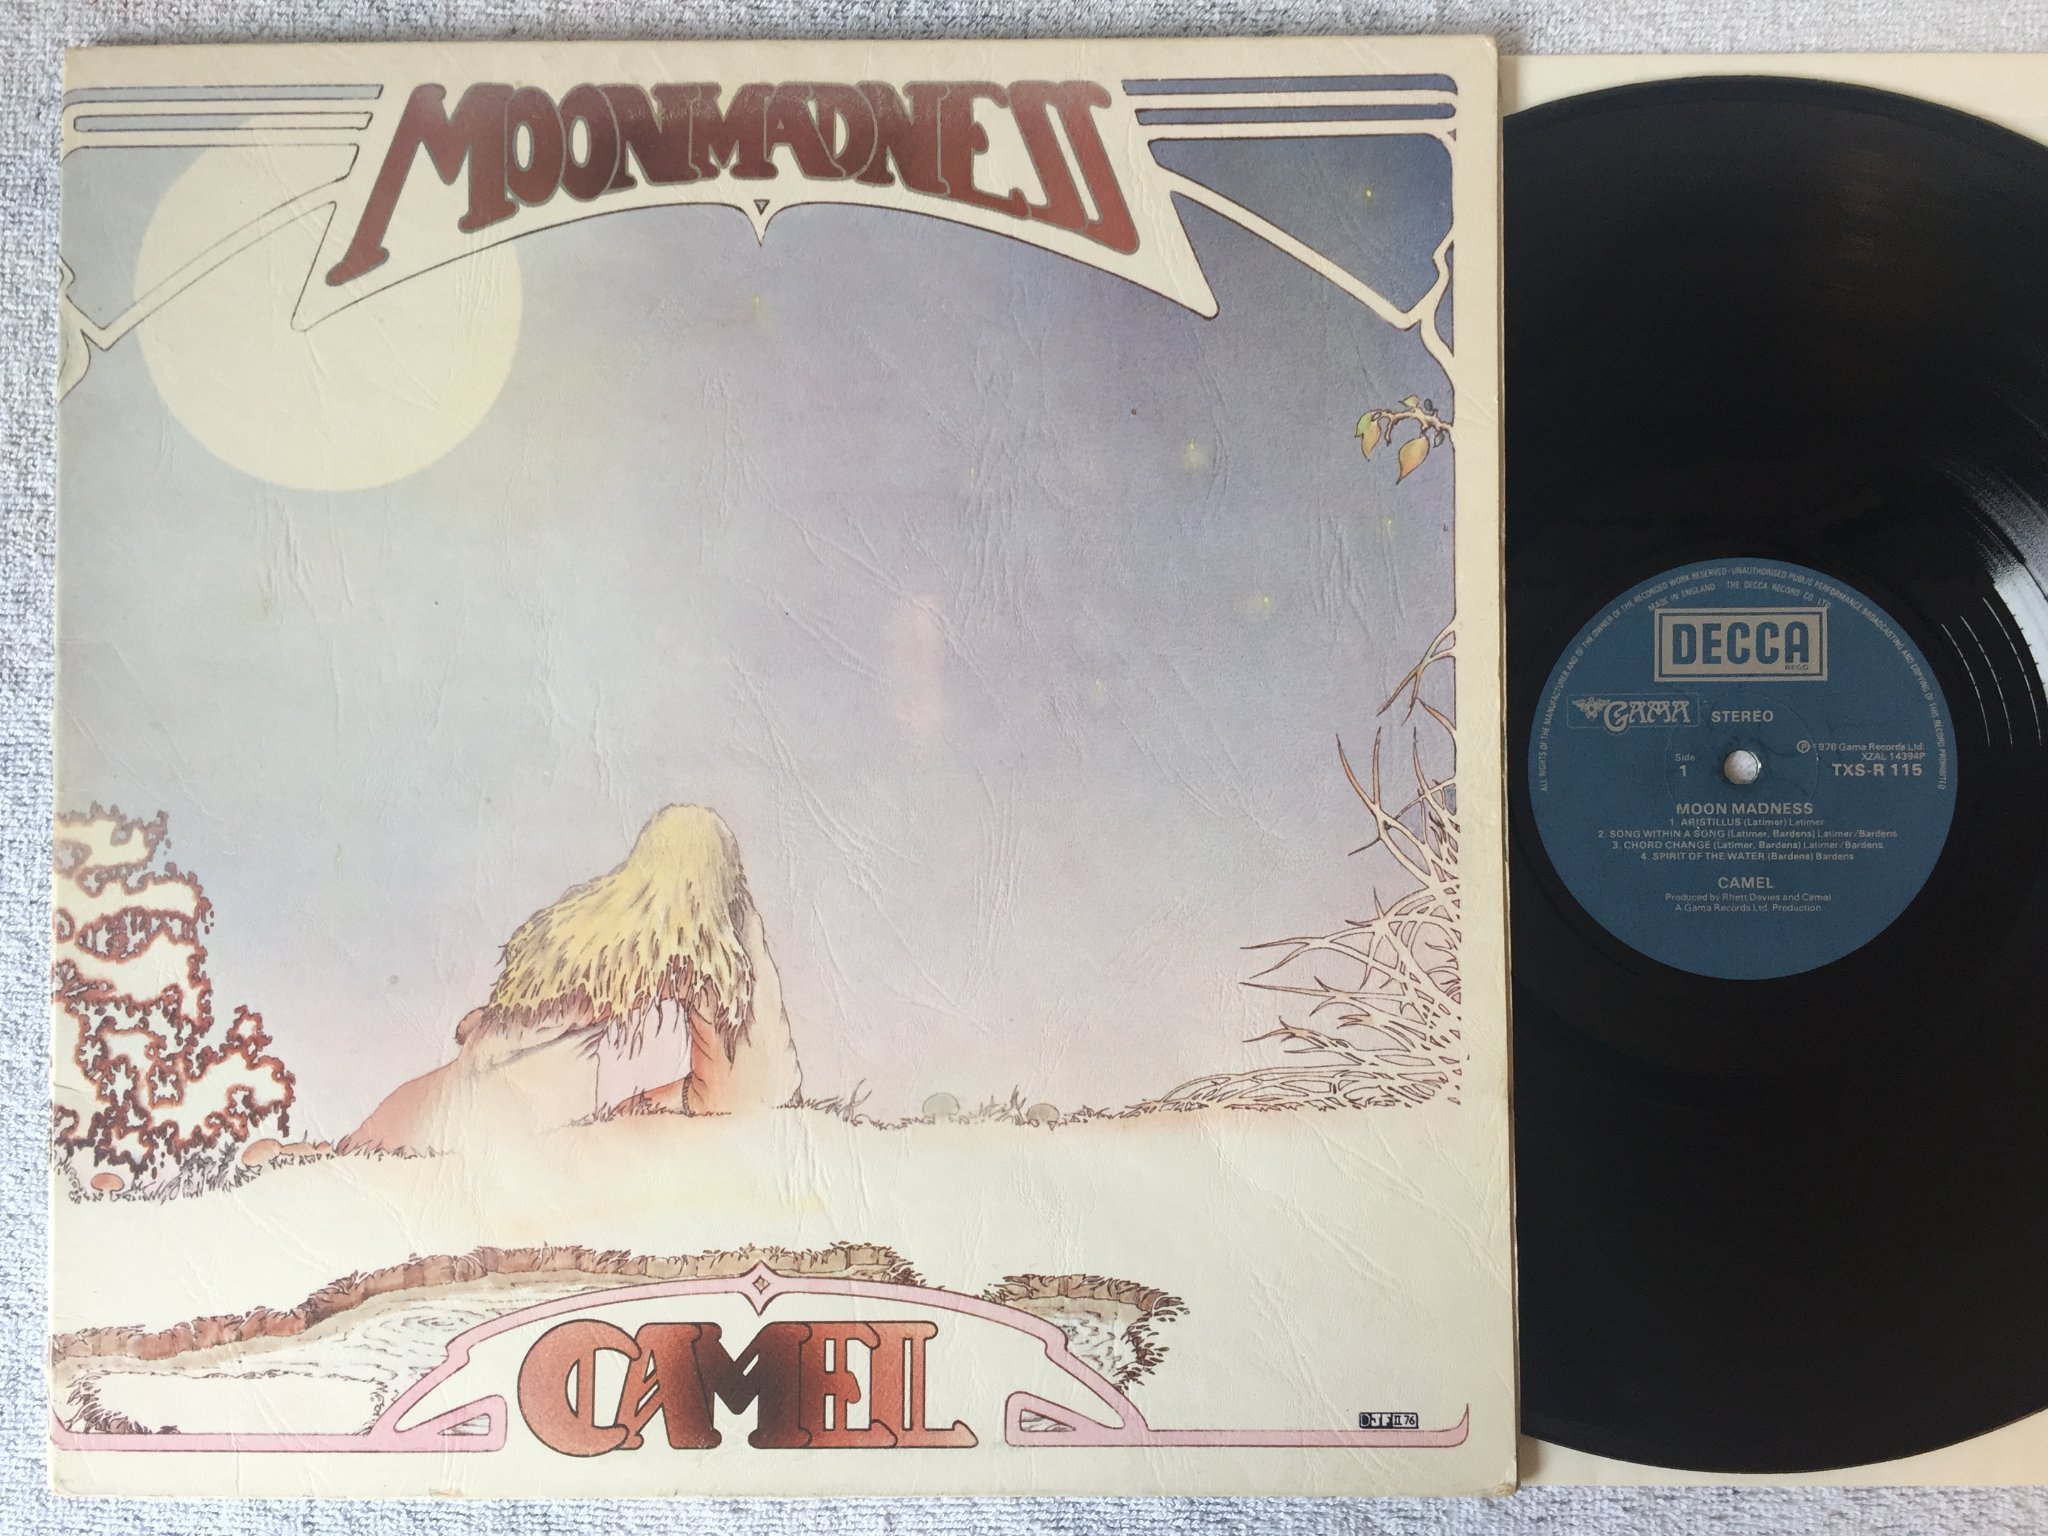 MOONMADNESS
CAMEL
DJF II 76
ALL RIGHTS OF THE MANUFACTURER AND OF THE OWNER OF THE RECORDED WORK RESERVED · UNAUTHORISED PUBLIC PERFORMANCE BROADCASTING AND COPYING OF THIS RECORD PROHIBITED
MADE IN ENGLAND THE DECCA RECORD CO. LTD.
DECCA
REGD
GAMA STEREO
℗ 1976 Gama Records Ltd.
Side XZAL 14394P
1 TXS-R 115
MOON MADNESS
1. ARISTILLUS (Latimer) Latimer
2. SONG WITHIN A SONG (Latimer, Bardens) Latimer/Bardens
3. CHORD CHANGE (Latimer, Bardens) Latimer/Bardens
4. SPIRIT OF THE WATER (Bardens) Bardens
CAMEL
Produced by Rhett Davies and Camel
A Gama Records Ltd. Production